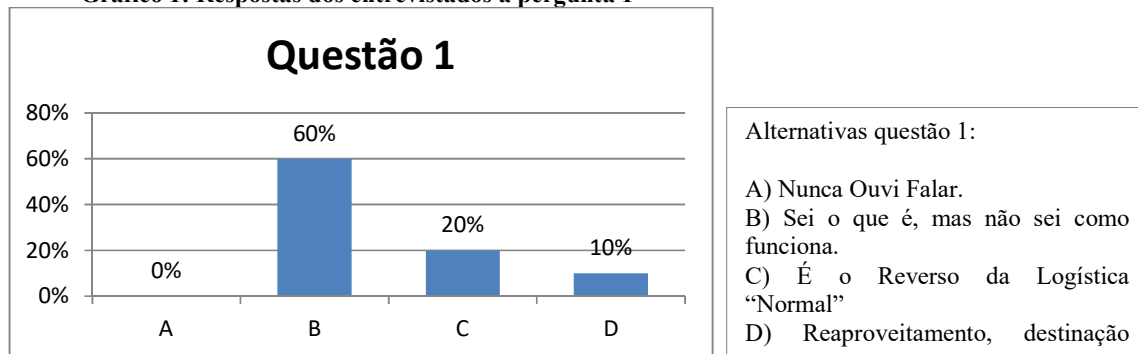 Gráfico 1: Respostas dos entrevistados à pergunta 1
Questão 1
80%
60%
40%
20%
0%
0%
60%
20%
10%
A
B
C
D
Alternativas questão 1:
A) Nunca Ouvi Falar.
B) Sei o que é, mas não sei como
funciona.
C) É o Reverso da Logística
“Normal”
D) Reaproveitamento, destinação